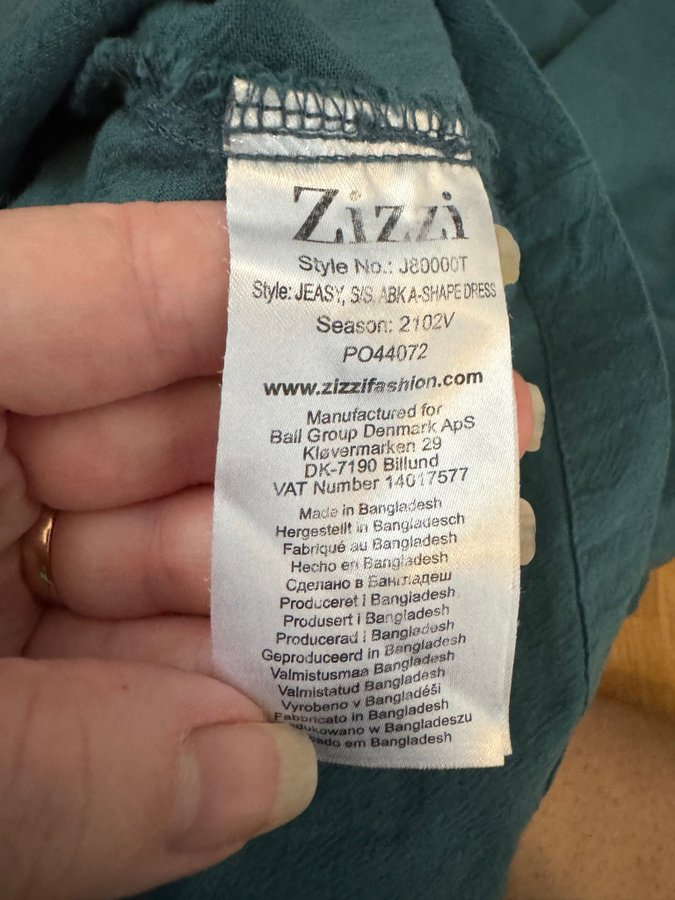 Zizzi
Style No.: J80000T
Style: JEASY, S/S, ABK A-SHAPE DRESS
Season: 2102V
PO44072
www.zizzifashion.com
Manufactured for
Bail Group Denmark ApS
Kløvermarken 29
DK-7190 Billund
VAT Number 14017577
Made in Bangladesh
Hergestellt in Bangladesch
Fabriqué au Bangladesh
Hecho en Bangladesh
Сделано в Бангладеш
Produceret i Bangladesh
Produsert i Bangladesh
Producerad i Bangladesh
Geproduceerd in Bangladesh
Valmistusmaa Bangladesh
Valmistatud Bangladesh
Vyrobeno v Bangladéši
Fabbricato in Bangladesh
w Bangladeszu
em Bangladesh